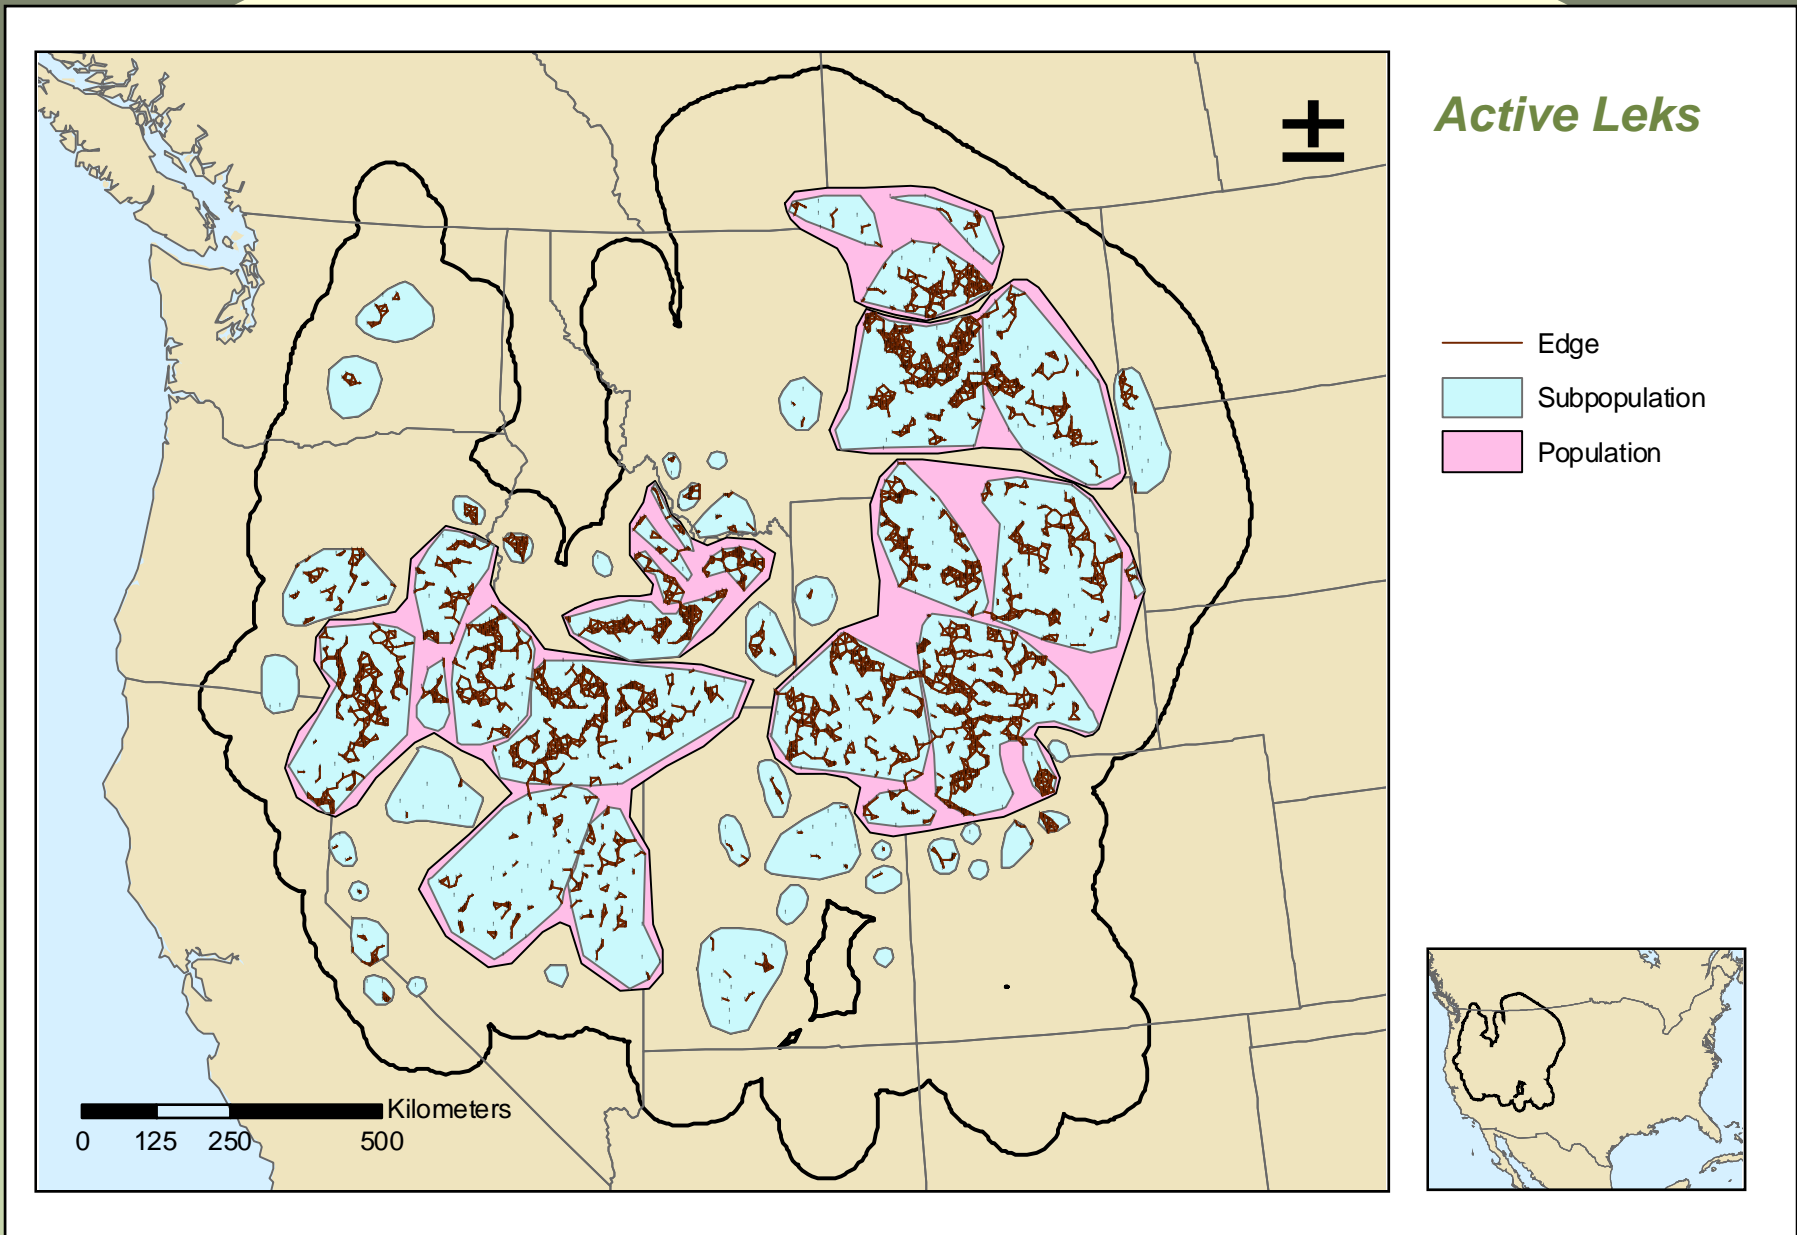 Active Leks
Edge
Subpopulation
Population
Kilometers
0 125 250 500